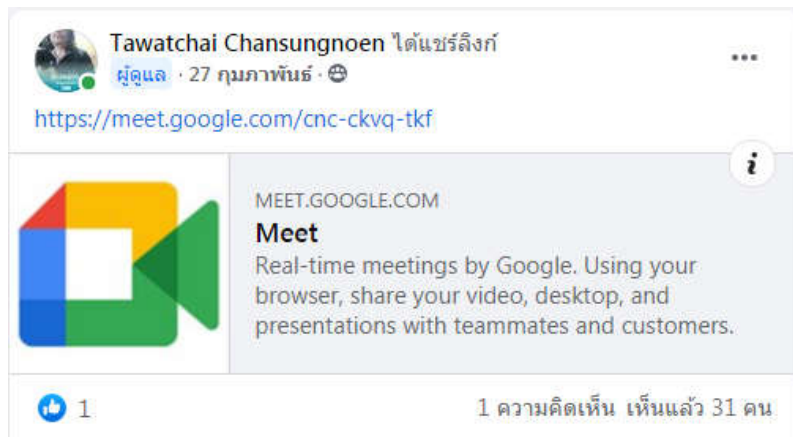 Tawatchai Chansungnoen ได้แชร์ลิงก์
ผู้ดูแล · 27 กุมภาพันธ์ ·
https://meet.google.com/cnc-ckvq-tkf
MEET.GOOGLE.COM
Meet
Real-time meetings by Google. Using your
browser, share your video, desktop, and
presentations with teammates and customers.
1
1 ความคิดเห็น เห็นแล้ว 31 คน